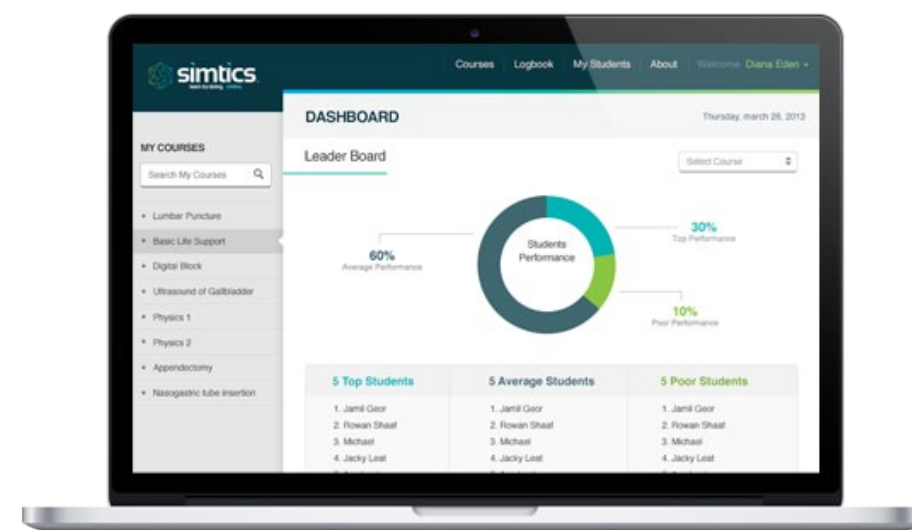 simtics
learn by doing, online.
Courses Logbook My Students About Welcome Diana Eden
DASHBOARD
Thursday, march 28, 2013
MY COURSES
Search My Courses
Leader Board
Select Course
Lumbar Puncture
Basic Life Support
Digital Block
Ultrasound of Gallbladder
Physics 1
Physics 2
Appendectomy
Nasogastric tube insertion
Students
Performance
60%
Average Performance
30%
Top Performance
10%
Poor Performance
5 Top Students
1. Jamil Geor
2. Rowan Shaaf
3. Michael
4. Jacky Leat
5 Average Students
1. Jamil Geor
2. Rowan Shaaf
3. Michael
4. Jacky Leat
5 Poor Students
1. Jamil Geor
2. Rowan Shaaf
3. Michael
4. Jacky Leat